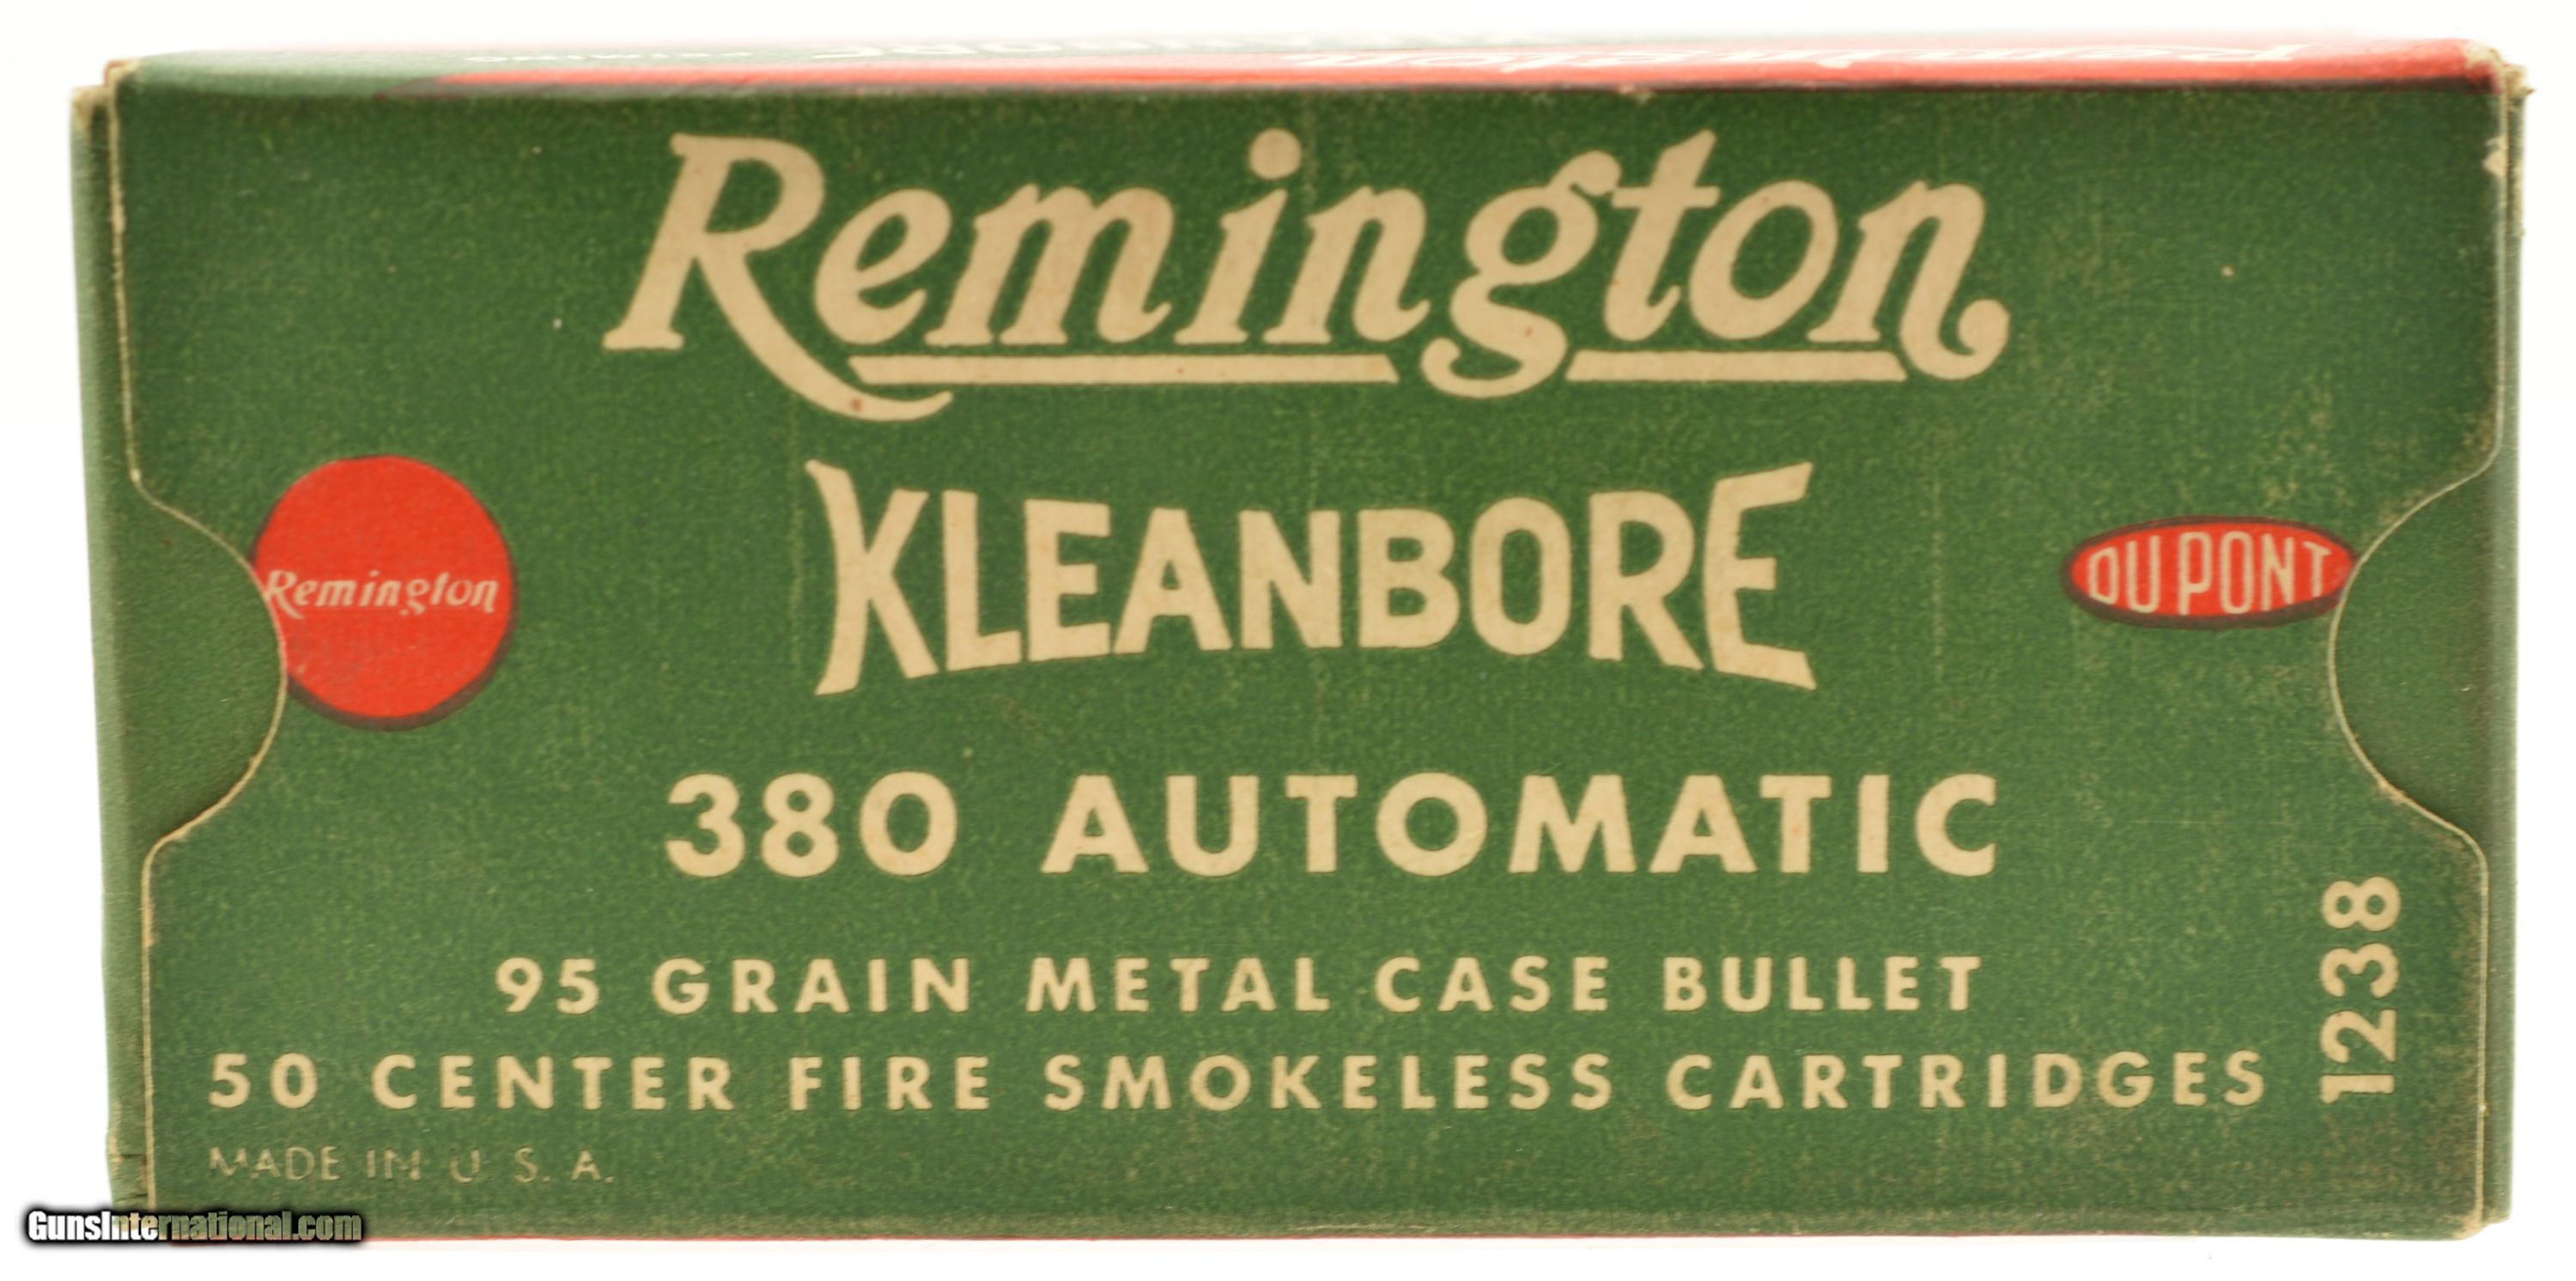 Remington
KLEANBORE
Remington
DU PONT
380 AUTOMATIC
95 GRAIN METAL CASE BULLET
50 CENTER FIRE SMOKELESS CARTRIDGES
1238
MADE IN U. S. A.
GunsInternational.com